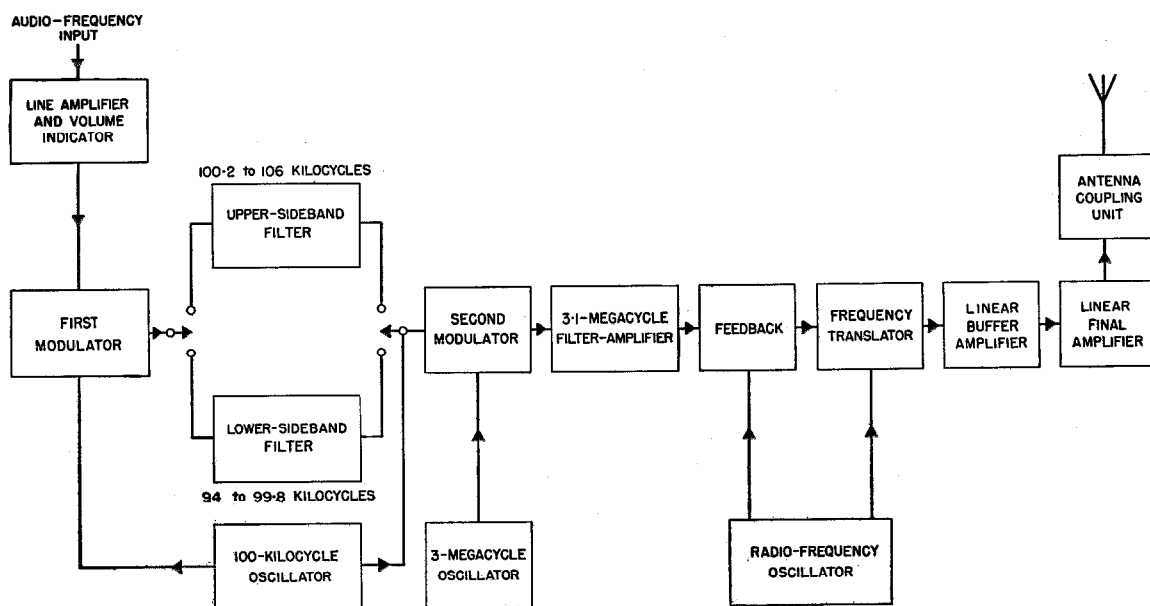 AUDIO-FREQUENCY
INPUT
LINE AMPLIFIER
AND VOLUME
INDICATOR
100·2 to 106 KILOCYCLES
UPPER-SIDEBAND
FILTER
FIRST
MODULATOR
LOWER-SIDEBAND
FILTER
94 to 99·8 KILOCYCLES
100-KILOCYCLE
OSCILLATOR
SECOND
MODULATOR
3-MEGACYCLE
OSCILLATOR
3·1-MEGACYCLE
FILTER-AMPLIFIER
FEEDBACK
FREQUENCY
TRANSLATOR
RADIO-FREQUENCY
OSCILLATOR
LINEAR
BUFFER
AMPLIFIER
LINEAR
FINAL
AMPLIFIER
ANTENNA
COUPLING
UNIT